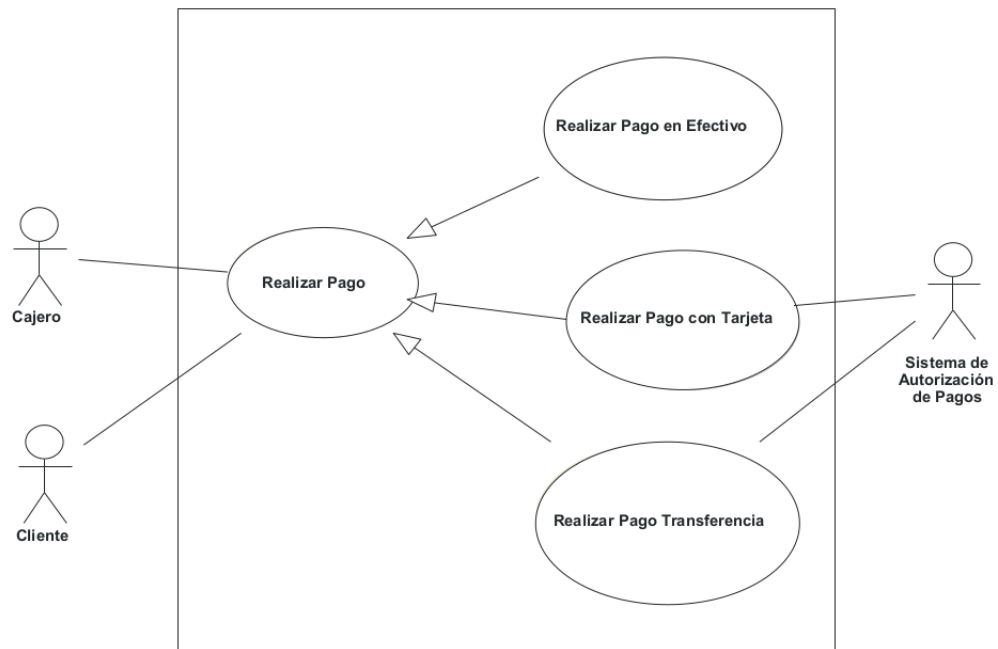 Realizar Pago en Efectivo
Realizar Pago
Cajero
Realizar Pago con Tarjeta
Sistema de
Autorización
de Pagos
Realizar Pago Transferencia
Cliente